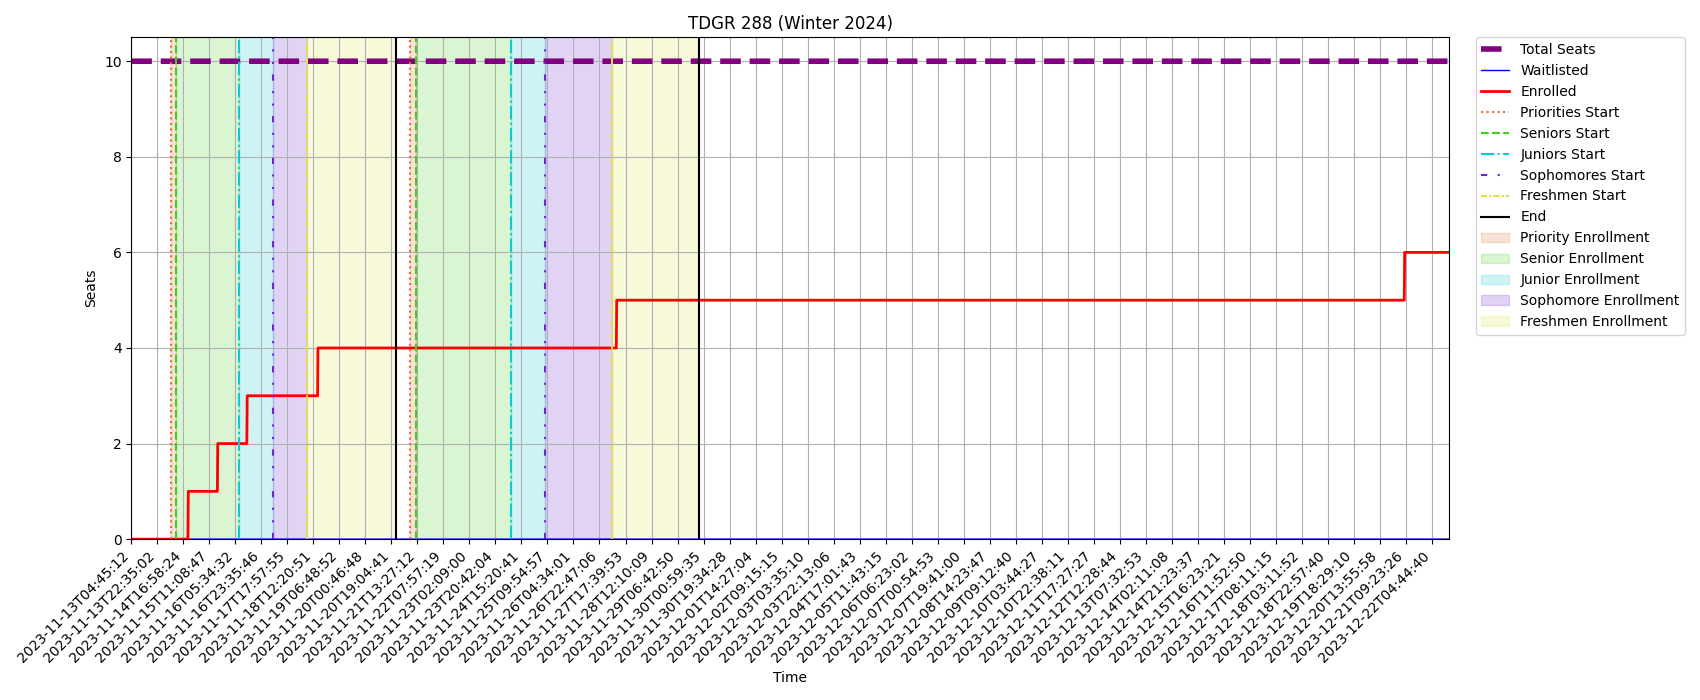 TDGR 288 (Winter 2024)
Seats
10
8
6
4
2
0
2023-11-13T04:45:12
2023-11-13T22:35:02
2023-11-14T16:58:24
2023-11-15T11:08:47
2023-11-16T05:34:32
2023-11-16T23:35:46
2023-11-17T17:57:55
2023-11-18T12:20:51
2023-11-19T06:48:52
2023-11-20T00:46:48
2023-11-20T19:04:41
2023-11-21T13:27:12
2023-11-22T07:57:19
2023-11-23T02:09:00
2023-11-23T20:42:04
2023-11-24T15:20:41
2023-11-25T09:54:57
2023-11-26T04:34:01
2023-11-26T22:47:06
2023-11-27T17:39:53
2023-11-28T12:10:09
2023-11-29T06:42:50
2023-11-30T00:59:35
2023-11-30T19:34:28
2023-12-01T14:27:04
2023-12-02T09:15:15
2023-12-03T03:35:10
2023-12-03T22:13:06
2023-12-04T17:01:43
2023-12-05T11:43:15
2023-12-06T06:23:02
2023-12-07T00:54:53
2023-12-07T19:41:00
2023-12-08T14:23:47
2023-12-09T09:12:40
2023-12-10T03:44:27
2023-12-10T22:38:11
2023-12-11T17:27:27
2023-12-12T12:28:44
2023-12-13T07:32:53
2023-12-14T02:11:08
2023-12-14T21:23:37
2023-12-15T16:23:21
2023-12-16T11:52:50
2023-12-17T08:11:15
2023-12-18T03:11:52
2023-12-18T22:57:40
2023-12-19T18:29:10
2023-12-20T13:55:58
2023-12-21T09:23:26
2023-12-22T04:44:40
Time
Total Seats
Waitlisted
Enrolled
Priorities Start
Seniors Start
Juniors Start
Sophomores Start
Freshmen Start
End
Priority Enrollment
Senior Enrollment
Junior Enrollment
Sophomore Enrollment
Freshmen Enrollment